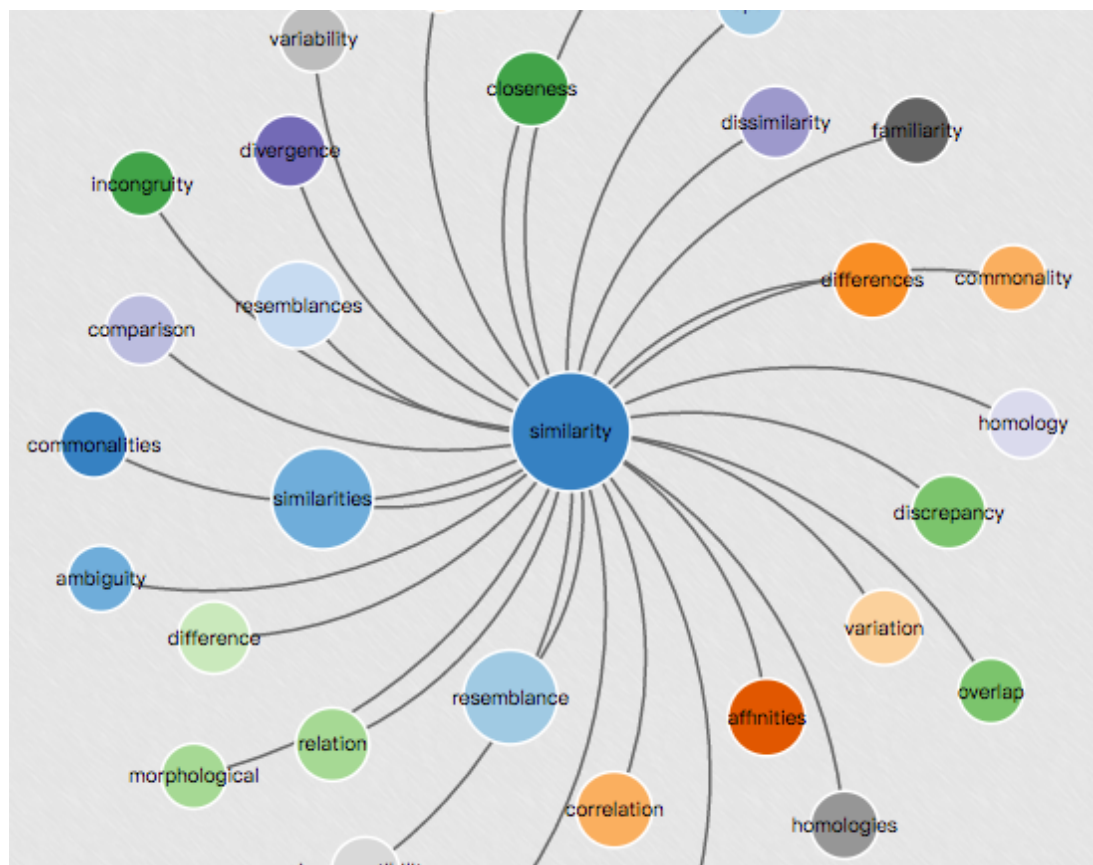 variability
closeness
dissimilarity
familiarity
divergence
incongruity
differences
commonality
resemblances
comparison
homology
similarity
commonalities
similarities
discrepancy
ambiguity
variation
difference
overlap
resemblance
affinities
relation
morphological
correlation
homologies